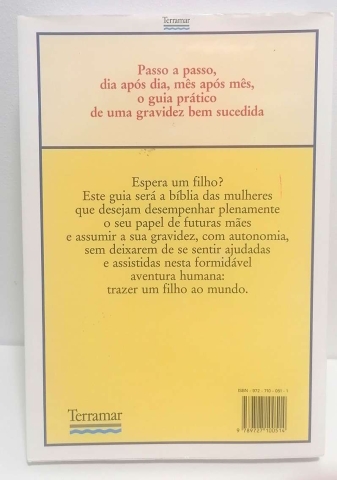 Terramar
Passo a passo,
dia após dia, mês após mês,
o guia prático
de uma gravidez bem sucedida
Espera um filho?
Este guia será a bíblia das mulheres
que desejam desempenhar plenamente
o seu papel de futuras mães
e assumir a sua gravidez, com autonomia,
sem deixarem de se sentir ajudadas
e assistidas nesta formidável
aventura humana:
trazer um filho ao mundo.
Terramar